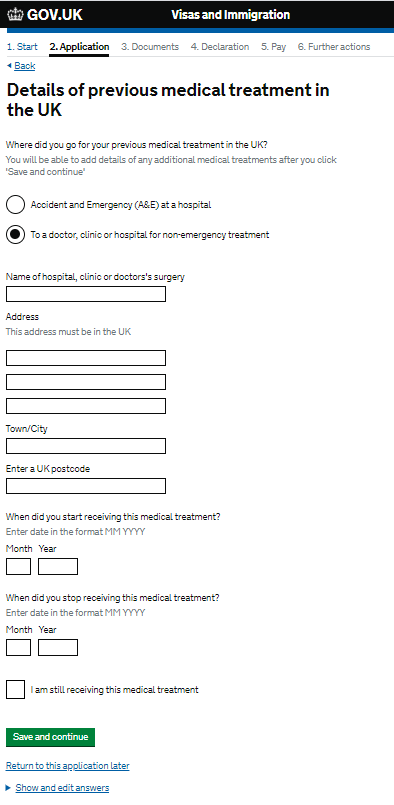 GOV.UK
Visas and Immigration
1. Start 2. Application 3. Documents 4. Declaration 5. Pay 6. Further actions
Back
Details of previous medical treatment in
the UK
Where did you go for your previous medical treatment in the UK?
You will be able to add details of any additional medical treatments after you click
'Save and continue'
Accident and Emergency (A&E) at a hospital
To a doctor, clinic or hospital for non-emergency treatment
Name of hospital, clinic or doctors's surgery
Address
This address must be in the UK
Town/City
Enter a UK postcode
When did you start receiving this medical treatment?
Enter date in the format MM YYYY
Month Year
When did you stop receiving this medical treatment?
Enter date in the format MM YYYY
Month Year
I am still receiving this medical treatment
Save and continue
Return to this application later
Show and edit answers